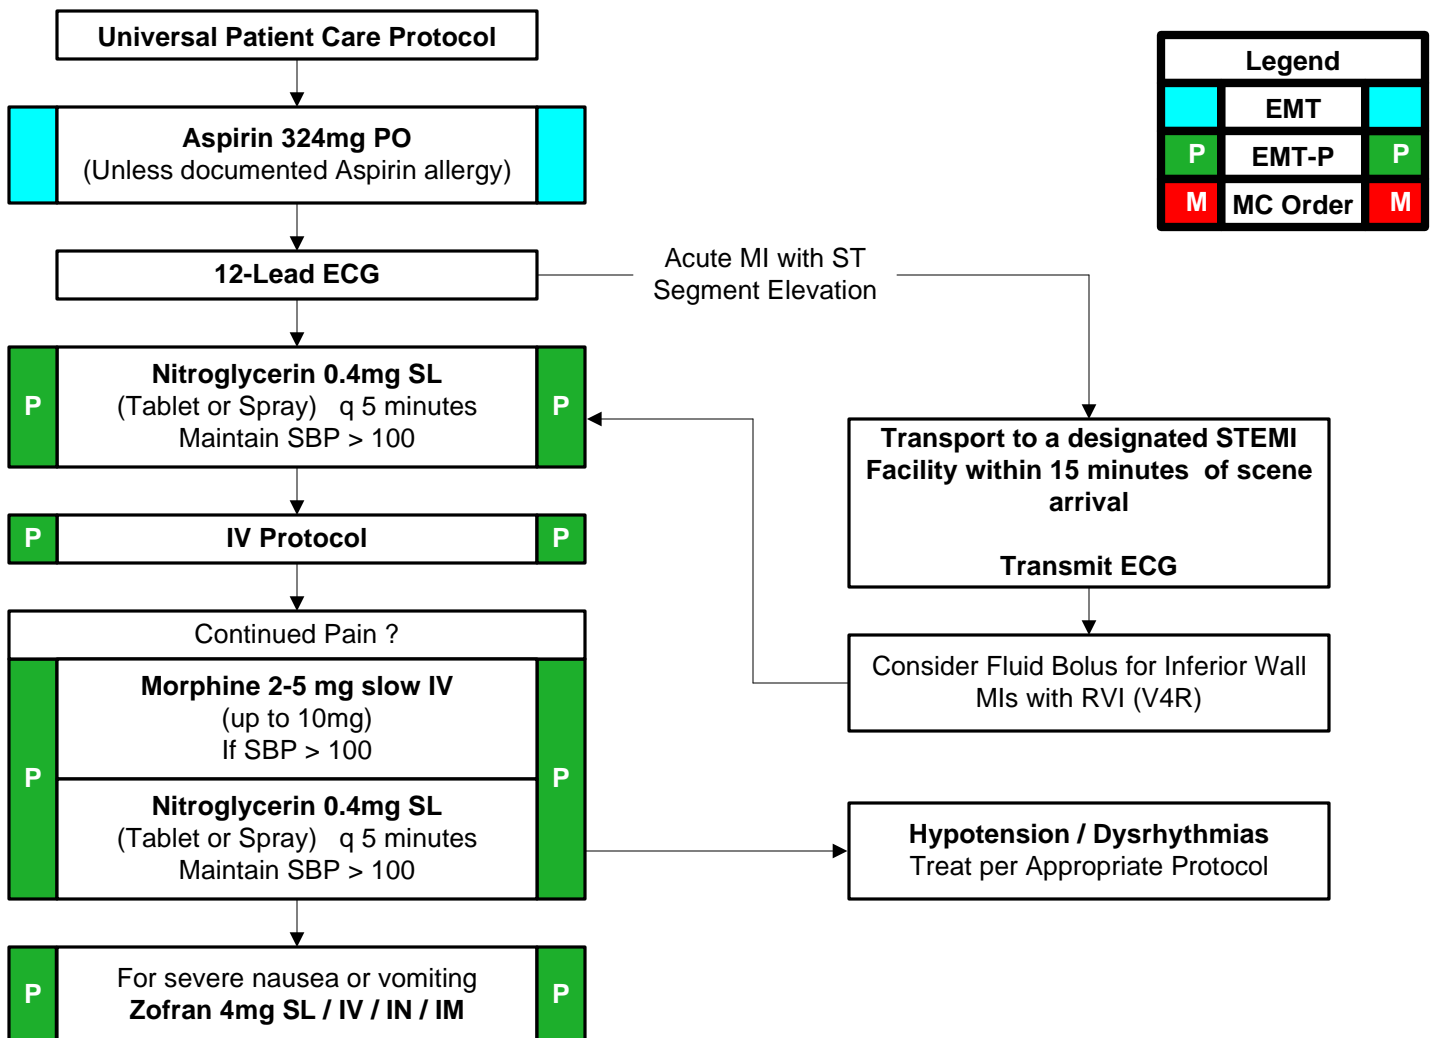 Universal Patient Care Protocol
Legend
EMT
P EMT-P P
M MC Order M
Aspirin 324mg PO
(Unless documented Aspirin allergy)
12-Lead ECG
Acute MI with ST
Segment Elevation
P P
Nitroglycerin 0.4mg SL
(Tablet or Spray) q 5 minutes
Maintain SBP > 100
Transport to a designated STEMI
Facility within 15 minutes of scene
arrival
Transmit ECG
P IV Protocol P
Continued Pain ?
Consider Fluid Bolus for Inferior Wall
MIs with RVI (V4R)
Morphine 2-5 mg slow IV
(up to 10mg)
If SBP > 100
P P
Nitroglycerin 0.4mg SL
(Tablet or Spray) q 5 minutes
Maintain SBP > 100
Hypotension / Dysrhythmias
Treat per Appropriate Protocol
P P
For severe nausea or vomiting
Zofran 4mg SL / IV / IN / IM